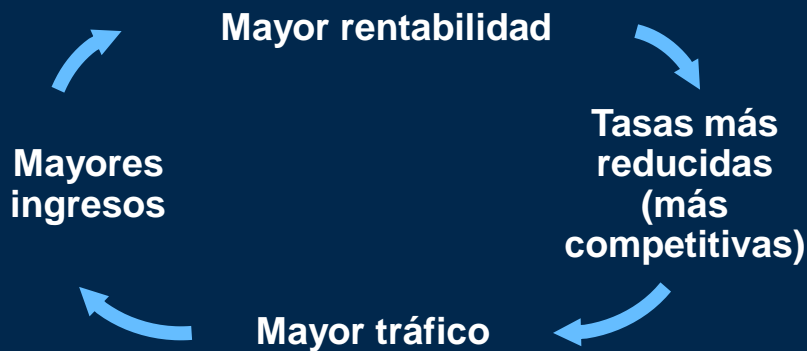 Mayor rentabilidad
Tasas más
reducidas
(más
competitivas)
Mayores
ingresos
Mayor tráfico